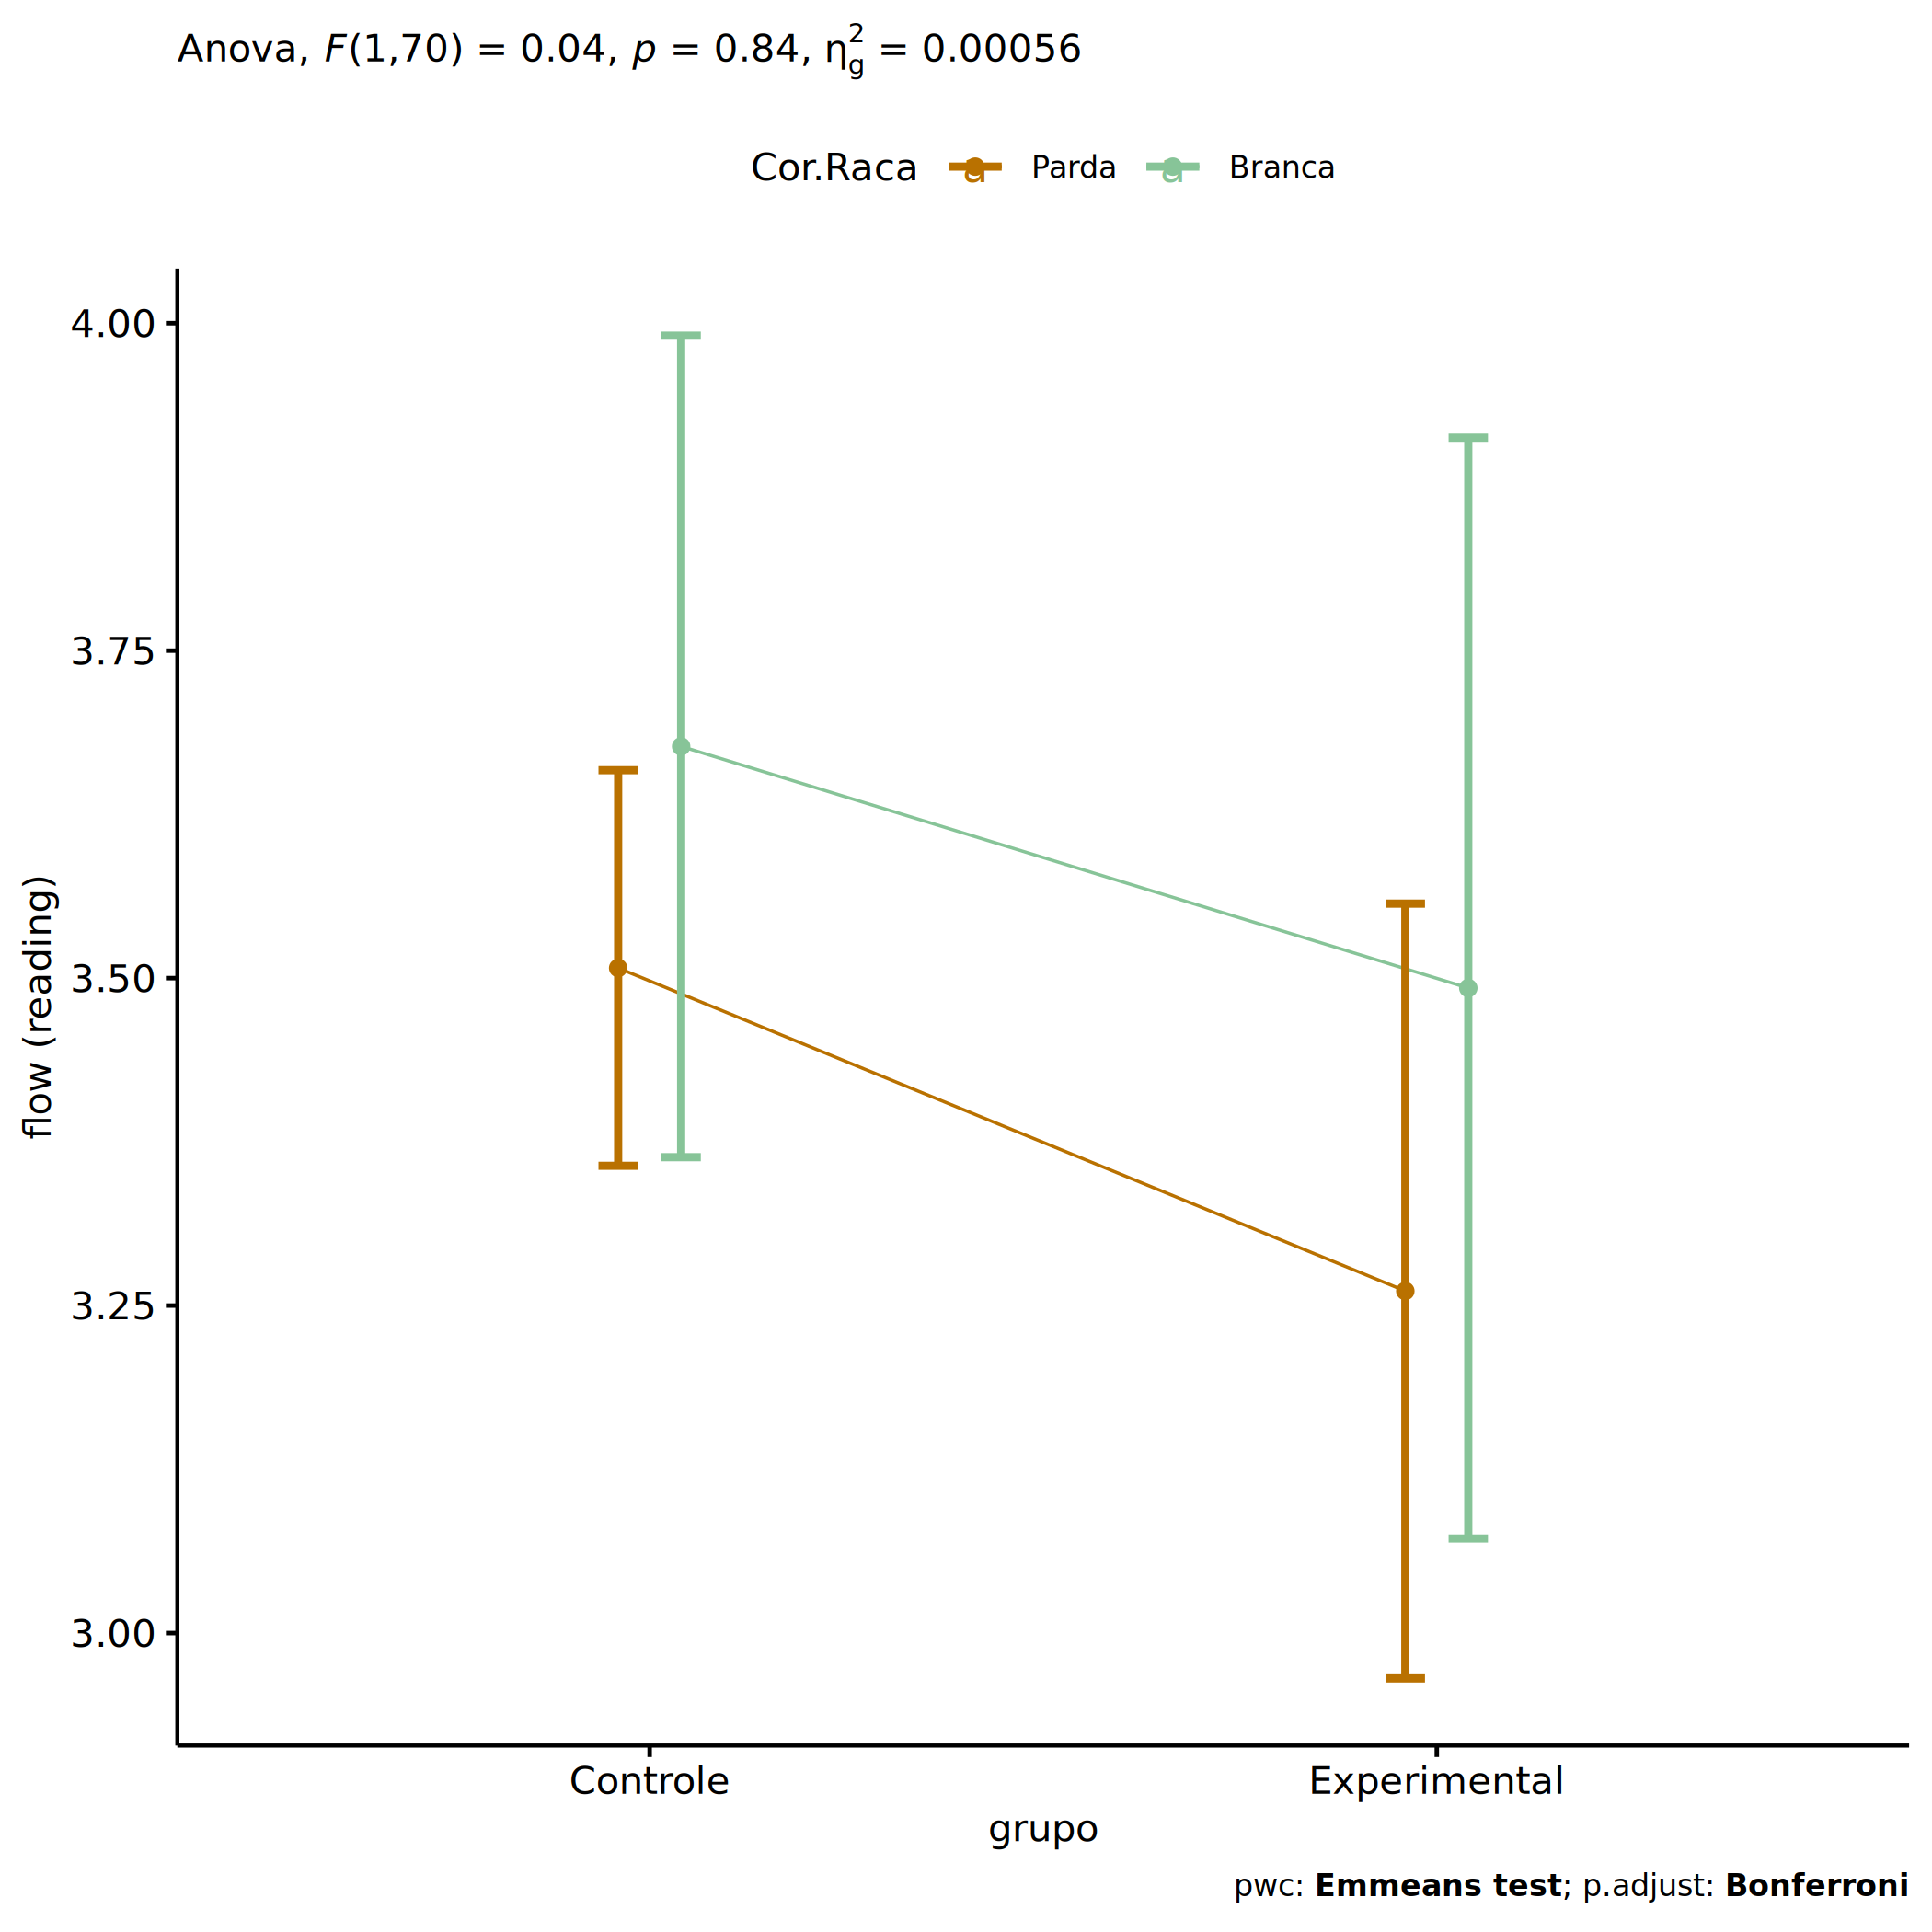 Anova, F(1,70) = 0.04, p = 0.84, η²g = 0.00056
Cor.Raca a Parda a Branca
4.00
3.75
3.50
3.25
3.00
flow (reading)
Controle Experimental
grupo
pwc: Emmeans test; p.adjust: Bonferroni